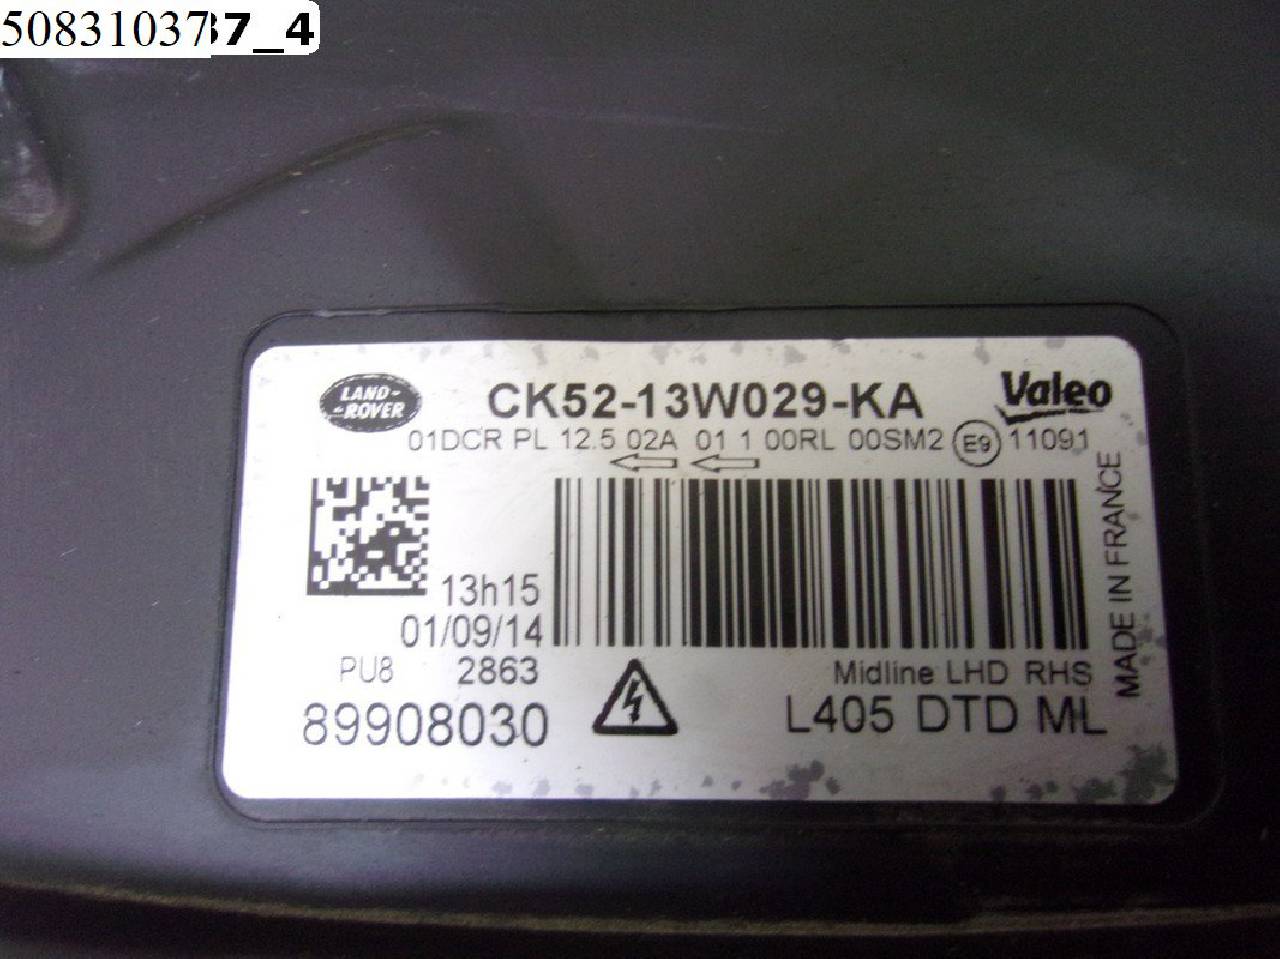 508310337_4
LAND-
-ROVER
CK52-13W029-KA
Valeo
01DCR PL 12.5 02A 01 1 00RL 00SM2 E9 11091
MADE IN FRANCE
13h15
01/09/14
PU8 2863
Midline LHD RHS
89908030
L405 DTD ML